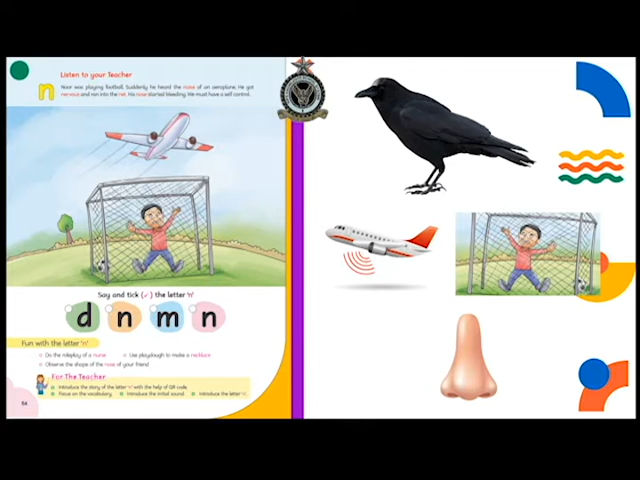 Listen to your Teacher
n
Noor was playing football. Suddenly he heard the noise of an aeroplane. He got
nervous and ran into the net. His nose started bleeding. We must have a self control.
Say and tick (✓) the letter 'n'
d n m n
Fun with the letter 'n'
Do the roleplay of a nurse
Use playdough to make a necklace
Observe the shape of the nose of your friend
For The Teacher
Introduce the story of the letter 'n' with the help of QR code.
Focus on the vocabulary.
Introduce the initial sound.
Introduce the letter 'n'.